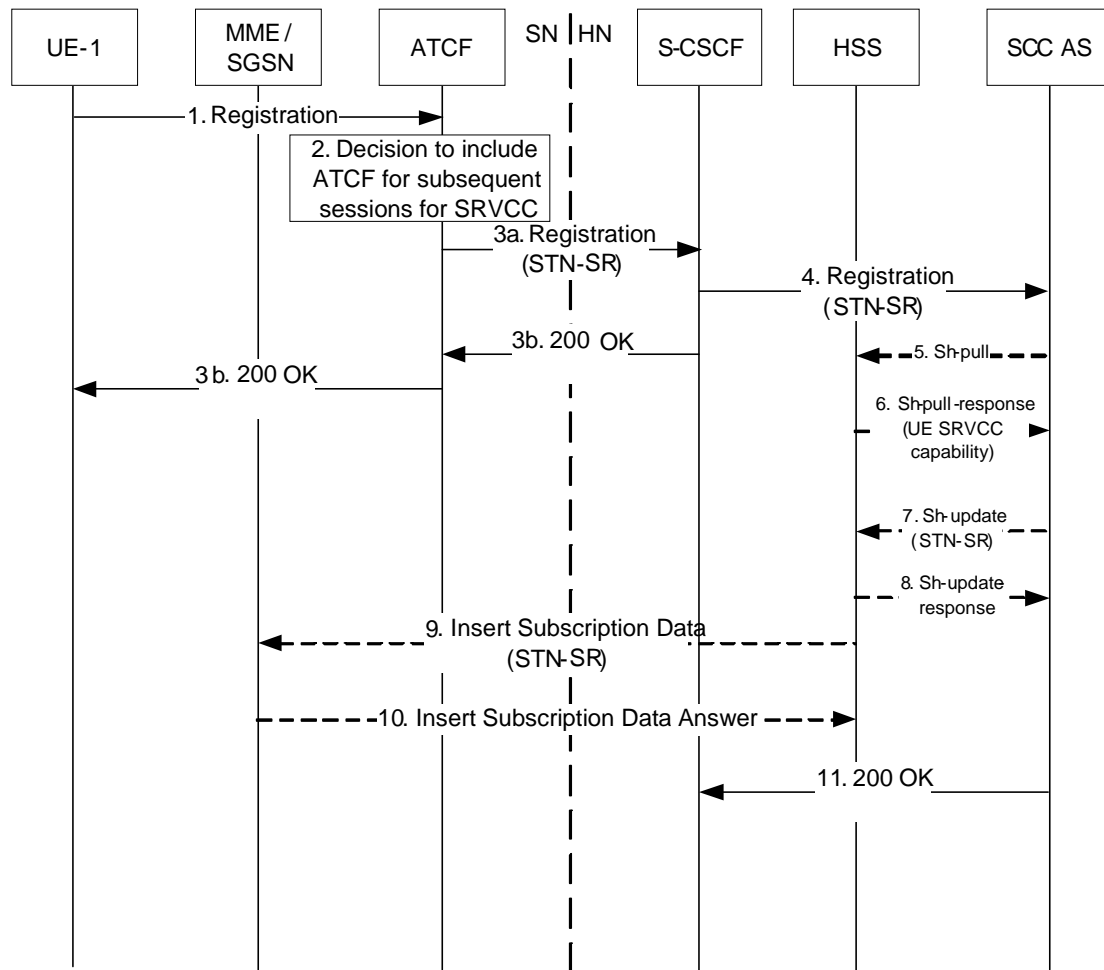 UE-1
MME /
SGSN
ATCF
SN
HN
S-CSCF
HSS
SCC AS
1. Registration
2. Decision to include
ATCF for subsequent
sessions for SRVCC
3a. Registration
(STN-SR)
4. Registration
(STN-SR)
3b. 200 OK
5. Sh-pull
3b. 200 OK
6. Sh-pull-response
(UE SRVCC
capability)
7. Sh-update
(STN-SR)
8. Sh-update
response
9. Insert Subscription Data
(STN-SR)
10. Insert Subscription Data Answer
11. 200 OK